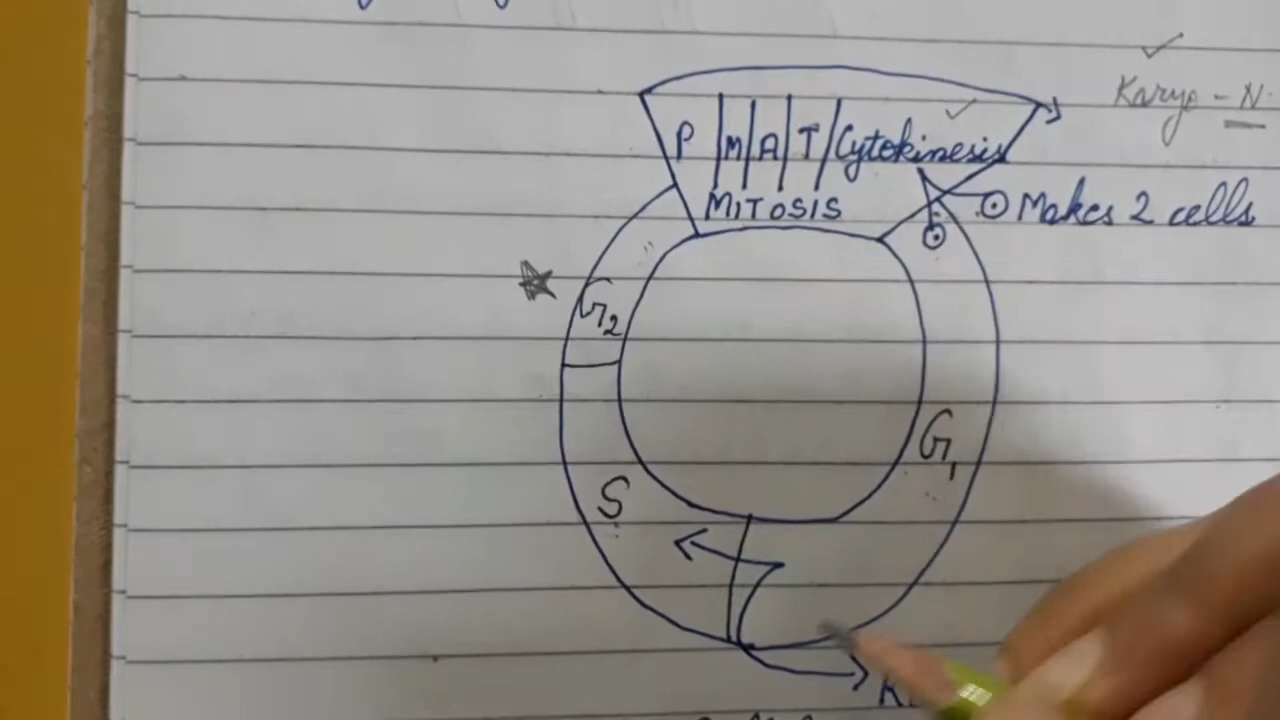 Karyo - N.
P M A T Cytokinesis
MITOSIS
Makes 2 cells
G2
G1
S